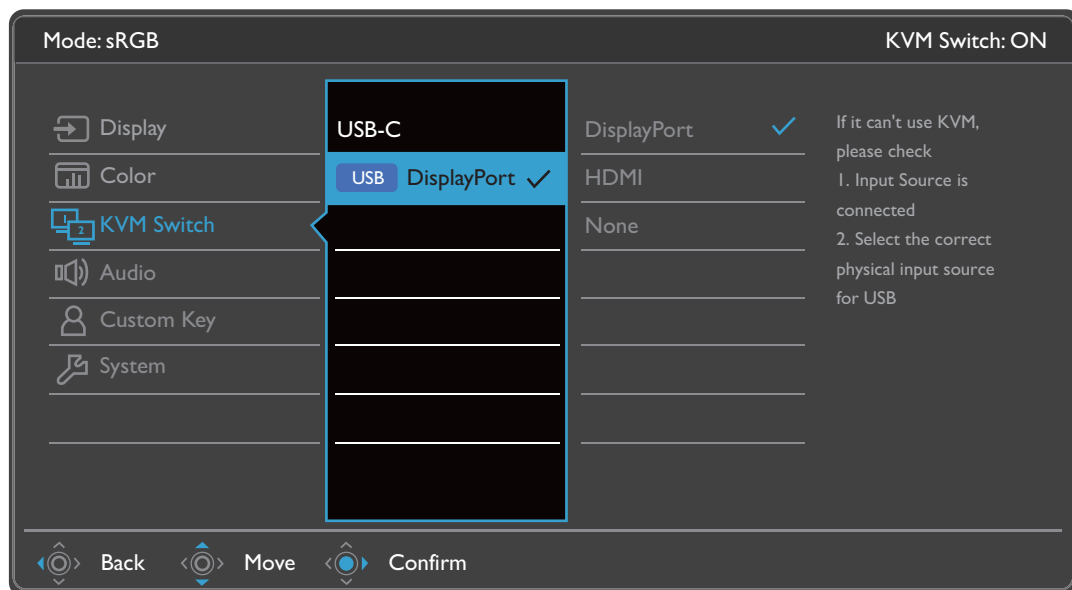 Mode: sRGB
KVM Switch: ON
Display
Color
1
2
KVM Switch
Audio
Custom Key
System
USB-C
USB DisplayPort
DisplayPort
HDMI
None
If it can't use KVM,
please check
1. Input Source is
connected
2. Select the correct
physical input source
for USB
Back
Move
Confirm